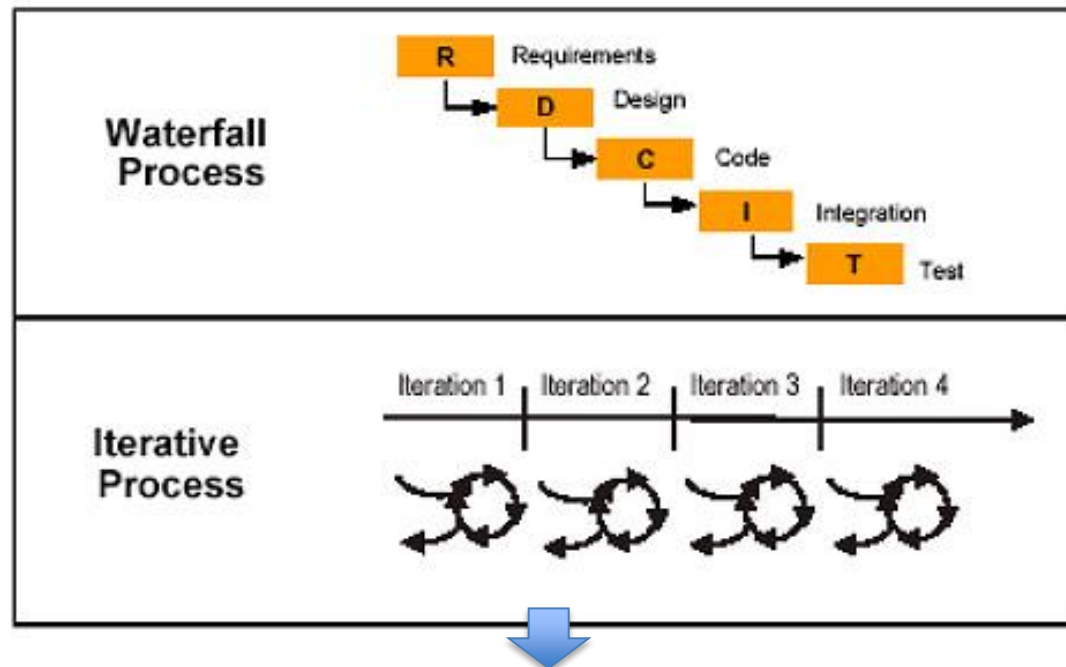 Waterfall
Process
R Requirements
D Design
C Code
I Integration
T Test
Iterative
Process
Iteration 1 Iteration 2 Iteration 3 Iteration 4